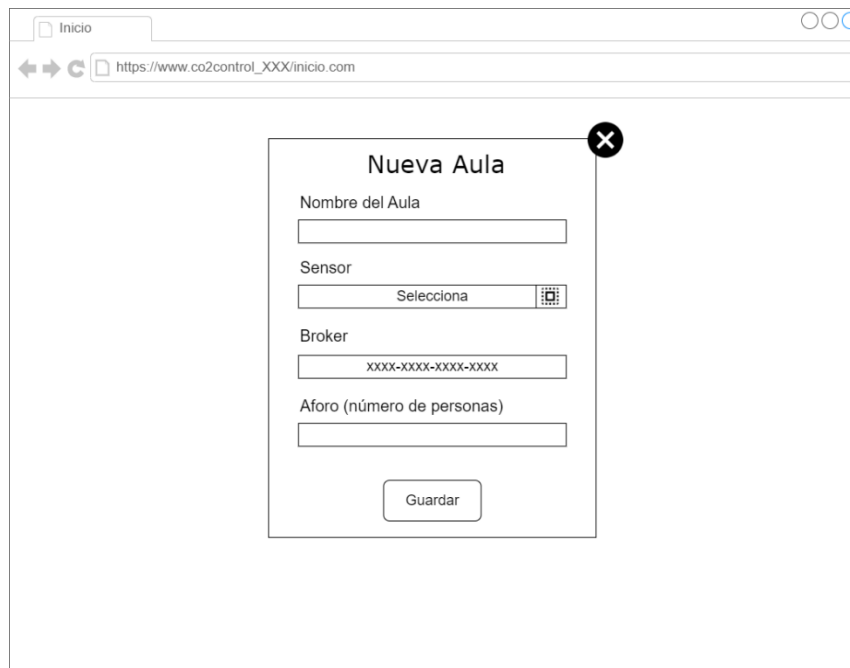 Inicio
https://www.co2control_XXX/inicio.com
Nueva Aula
Nombre del Aula
Sensor
Selecciona
Broker
xxxx-xxxx-xxxx-xxxx
Aforo (número de personas)
Guardar